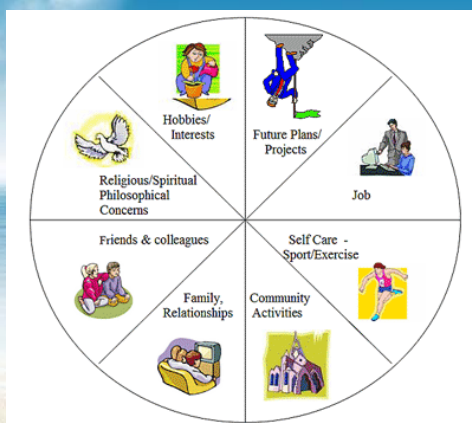 Hobbies/
Interests
Future Plans/
Projects
Religious/Spiritual
Philosophical
Concerns
Job
Friends & colleagues
Self Care -
Sport/Exercise
Family,
Relationships
Community
Activities